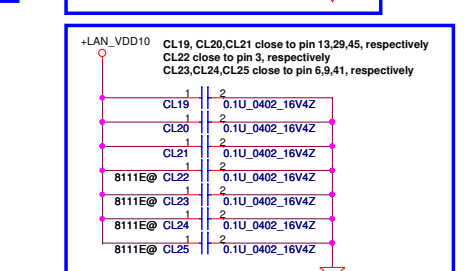 +LAN_VDD10
CL19, CL20,CL21 close to pin 13,29,45, respectively
CL22 close to pin 3, respectively
CL23,CL24,CL25 close to pin 6,9,41, respectively
1 2
CL19 0.1U_0402_16V4Z
1 2
CL20 0.1U_0402_16V4Z
1 2
CL21 0.1U_0402_16V4Z
1 2
8111E@ CL22 0.1U_0402_16V4Z
1 2
8111E@ CL23 0.1U_0402_16V4Z
1 2
8111E@ CL24 0.1U_0402_16V4Z
1 2
8111E@ CL25 0.1U_0402_16V4Z